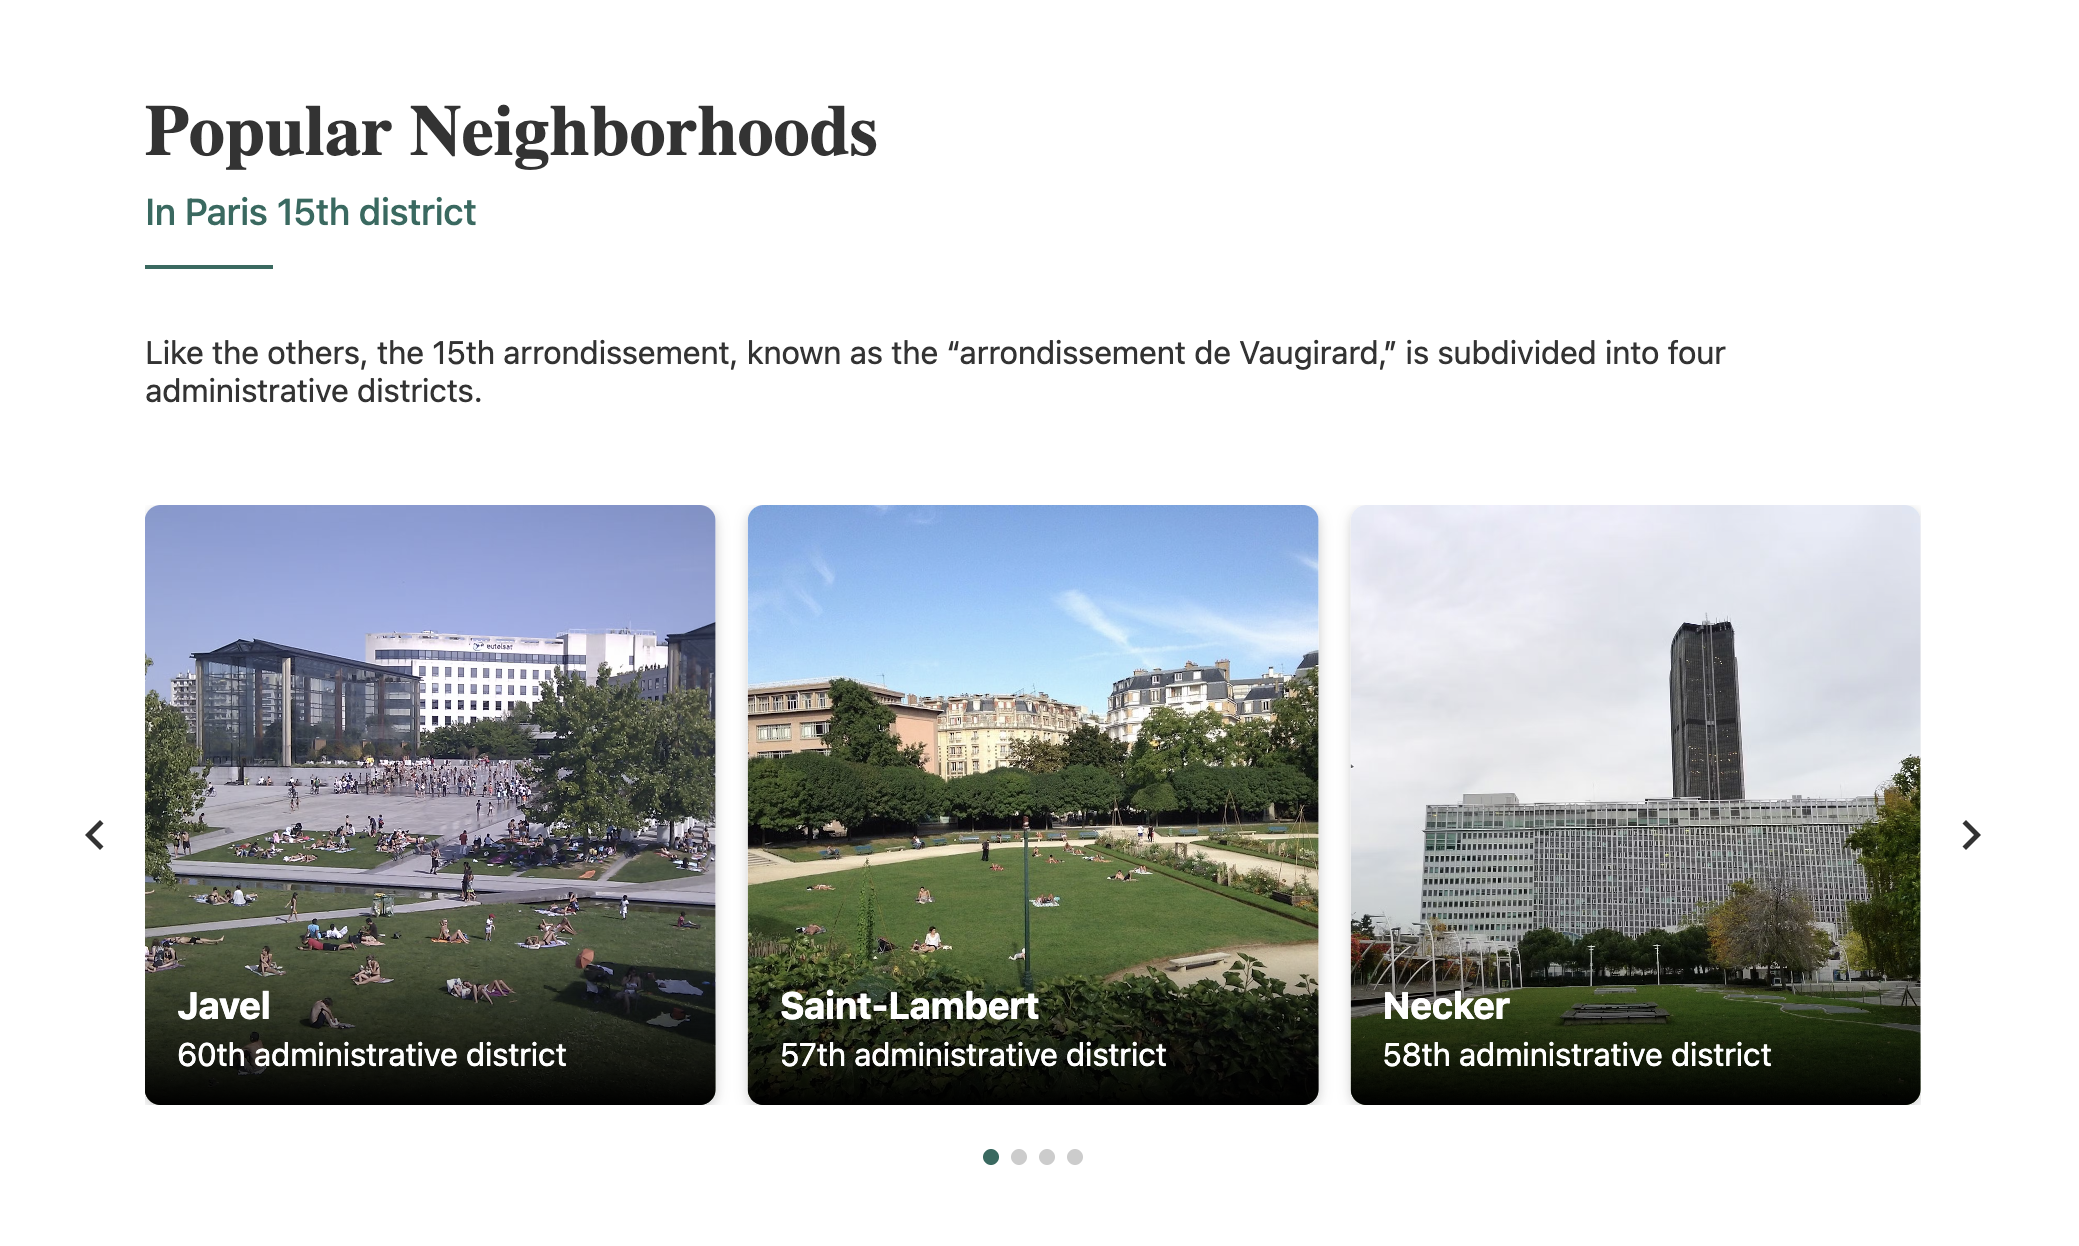 Popular Neighborhoods
In Paris 15th district
Like the others, the 15th arrondissement, known as the “arrondissement de Vaugirard,” is subdivided into four
administrative districts.
eutelsat
Javel
60th administrative district
Saint-Lambert
57th administrative district
Necker
58th administrative district